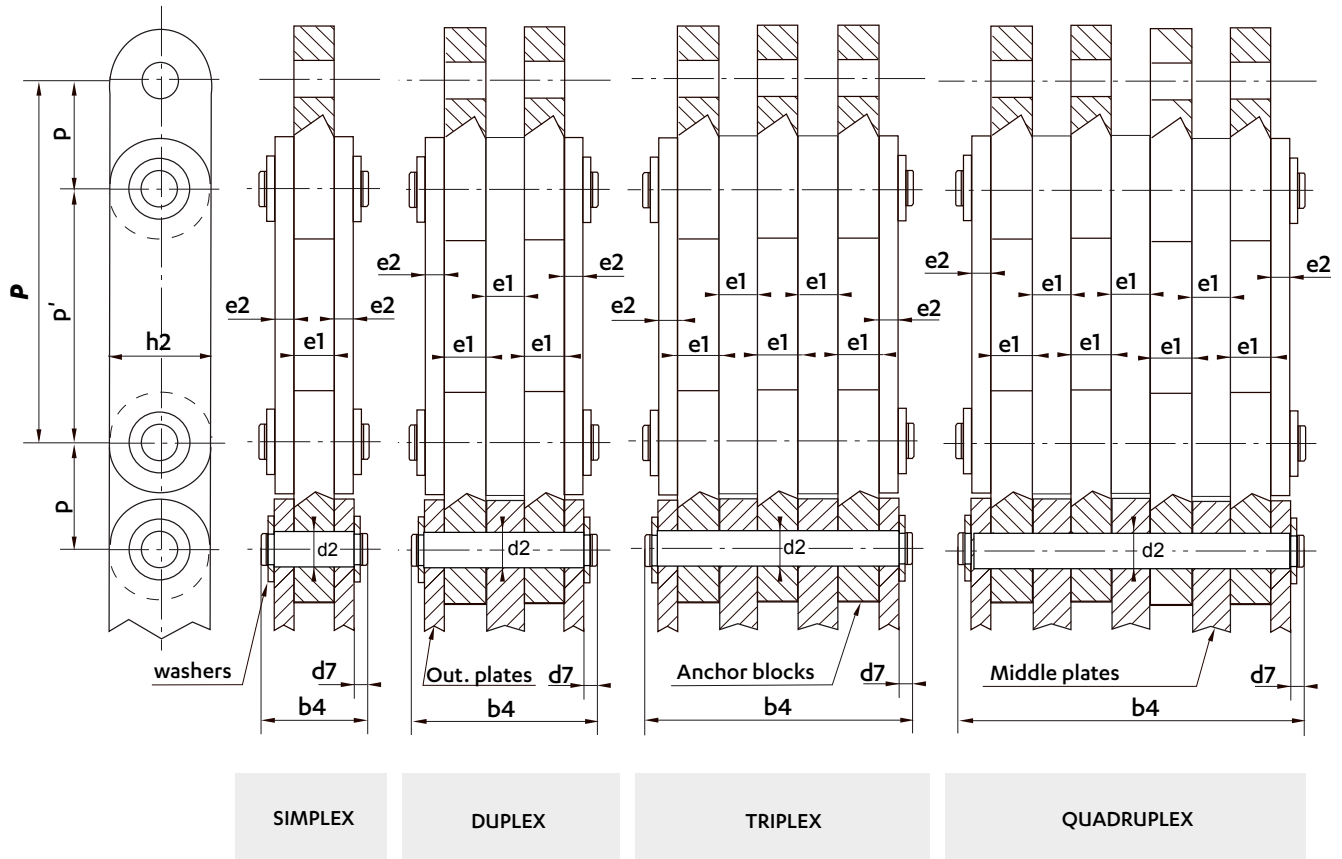 p
P
p'
h2
p
e2
e2
e1
e2
e2
e1
e1
e1
e1
e1
e2
e2
e1
e1
e1
e1
e1
e1
e2
e2
e1
e1
e1
e1
d2
d2
d2
d2
washers
d7
Out. plates
d7
Anchor blocks
d7
Middle plates
d7
b4
b4
b4
b4
SIMPLEX
DUPLEX
TRIPLEX
QUADRUPLEX